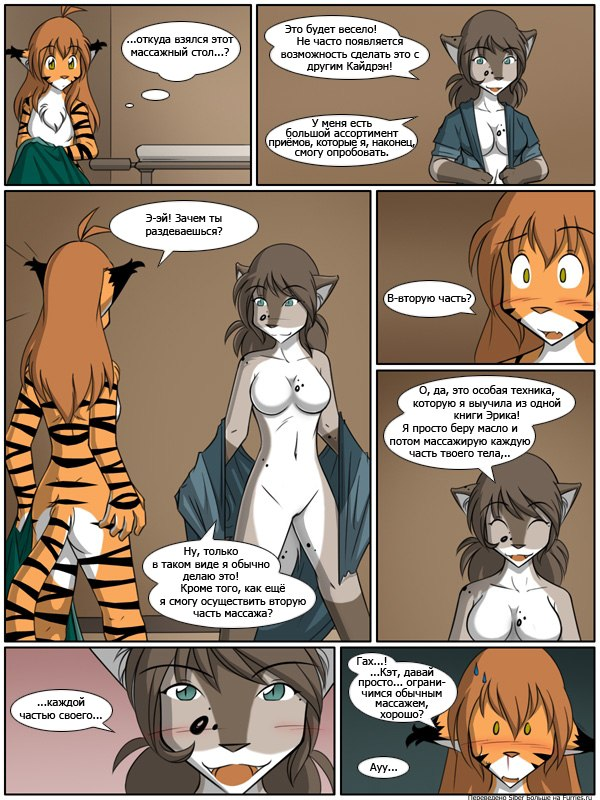 ...откуда взялся этот
массажный стол...?
Это будет весело!
Не часто появляется
возможность сделать это с
другим Кайдрэн!
У меня есть
большой ассортимент
приёмов, которые я, наконец,
смогу опробовать.
Э-эй! Зачем ты
раздеваешься?
Ну, только
в таком виде я обычно
делаю это!
Кроме того, как ещё
я смогу осуществить вторую
часть массажа?
В-вторую часть?
О, да, это особая техника,
которую я выучила из одной
книги Эрика!
Я просто беру масло и
потом массажирую каждую
часть твоего тела,..
...каждой
частью своего...
Гах...!
...Кэт, давай
просто... ограни-
чимся обычным
массажем,
хорошо?
Ауу...
Переведено Siber Больше на Furries.ru